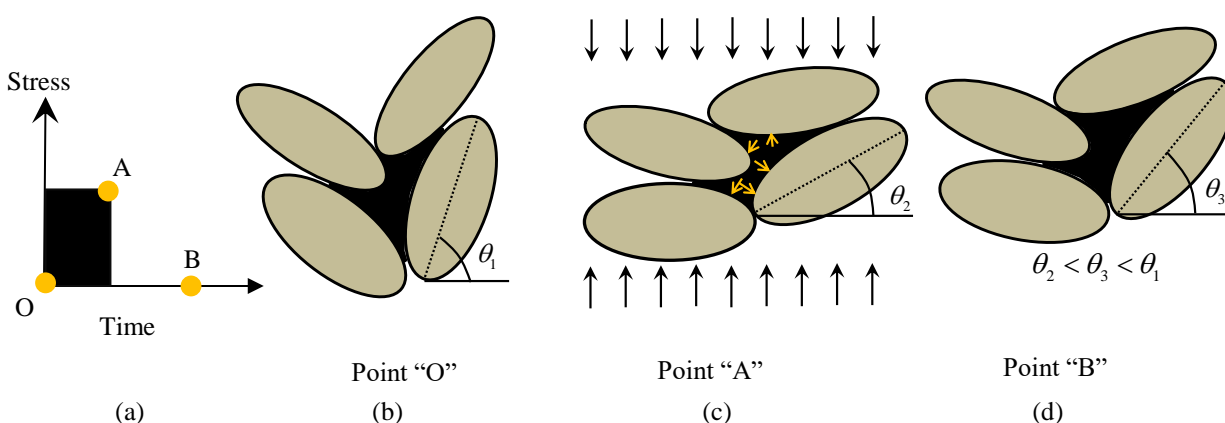 Stress
A
B
O
Time
(a)
θ1
Point “O”
(b)
θ2
Point “A”
(c)
θ3
θ2 < θ3 < θ1
Point “B”
(d)